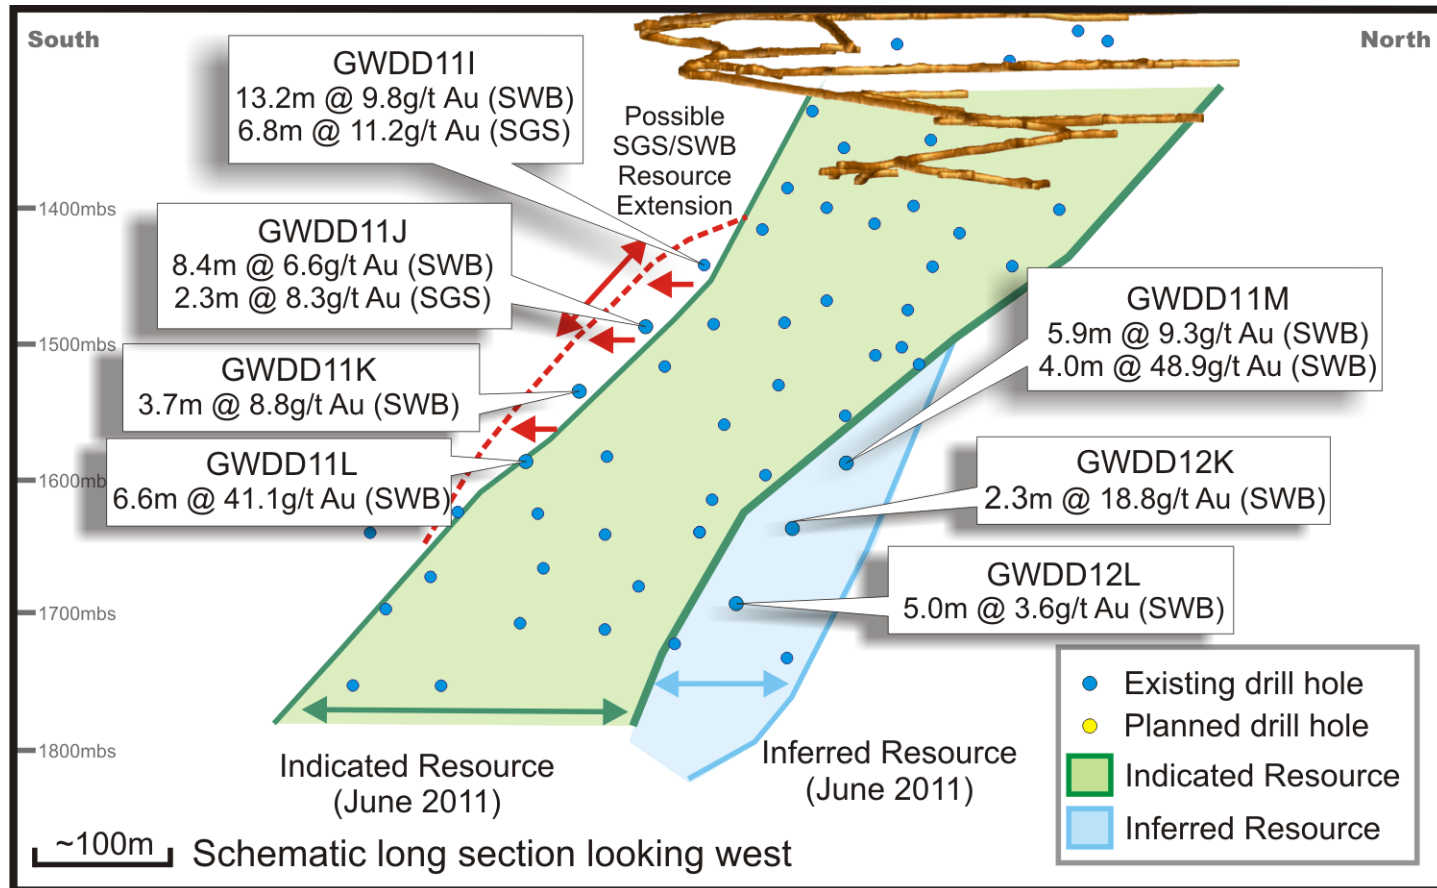 South
North
GWDD11I
13.2m @ 9.8g/t Au (SWB)
6.8m @ 11.2g/t Au (SGS)
Possible
SGS/SWB
Resource
Extension
1400mbs
GWDD11J
8.4m @ 6.6g/t Au (SWB)
2.3m @ 8.3g/t Au (SGS)
GWDD11M
5.9m @ 9.3g/t Au (SWB)
4.0m @ 48.9g/t Au (SWB)
1500mbs
GWDD11K
3.7m @ 8.8g/t Au (SWB)
GWDD11L
6.6m @ 41.1g/t Au (SWB)
1600mb
GWDD12K
2.3m @ 18.8g/t Au (SWB)
GWDD12L
5.0m @ 3.6g/t Au (SWB)
1700mbs
1800mbs
Indicated Resource
(June 2011)
Inferred Resource
(June 2011)
Existing drill hole
Planned drill hole
Indicated Resource
Inferred Resource
~100m
Schematic long section looking west